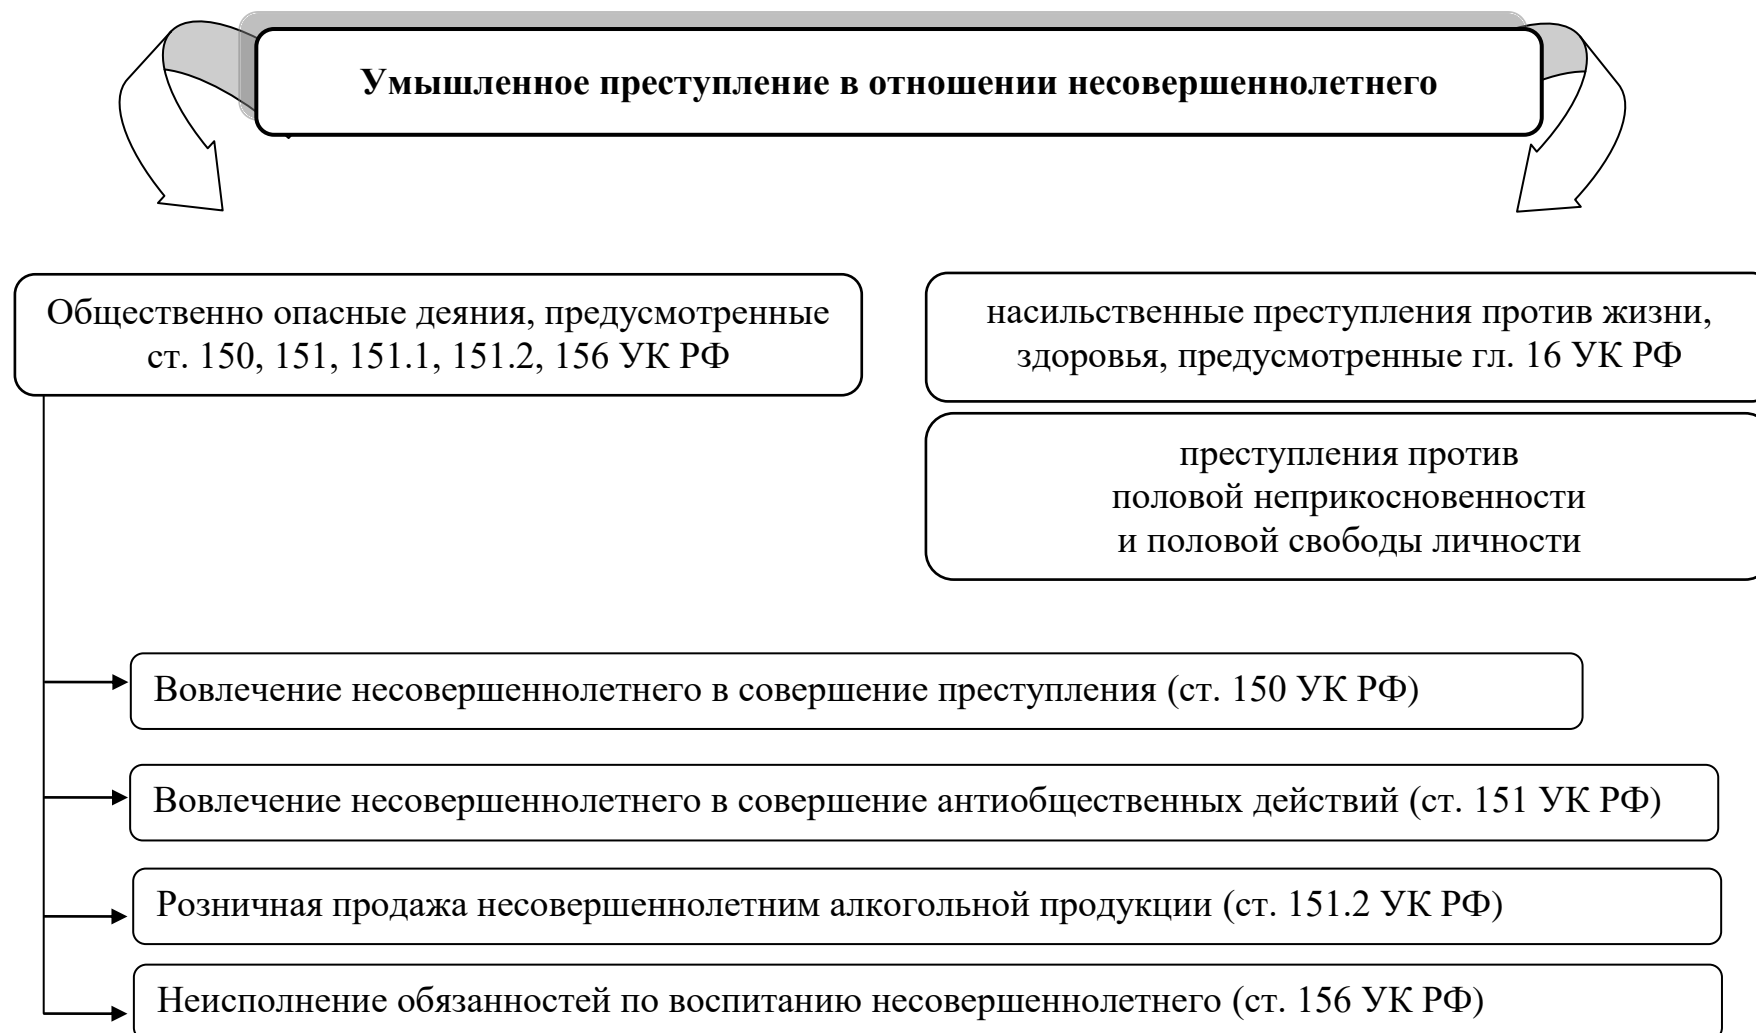 Умышленное преступление в отношении несовершеннолетнего
Общественно опасные деяния, предусмотренные
ст. 150, 151, 151.1, 151.2, 156 УК РФ
насильственные преступления против жизни,
здоровья, предусмотренные гл. 16 УК РФ
преступления против
половой неприкосновенности
и половой свободы личности
Вовлечение несовершеннолетнего в совершение преступления (ст. 150 УК РФ)
Вовлечение несовершеннолетнего в совершение антиобщественных действий (ст. 151 УК РФ)
Розничная продажа несовершеннолетним алкогольной продукции (ст. 151.2 УК РФ)
Неисполнение обязанностей по воспитанию несовершеннолетнего (ст. 156 УК РФ)